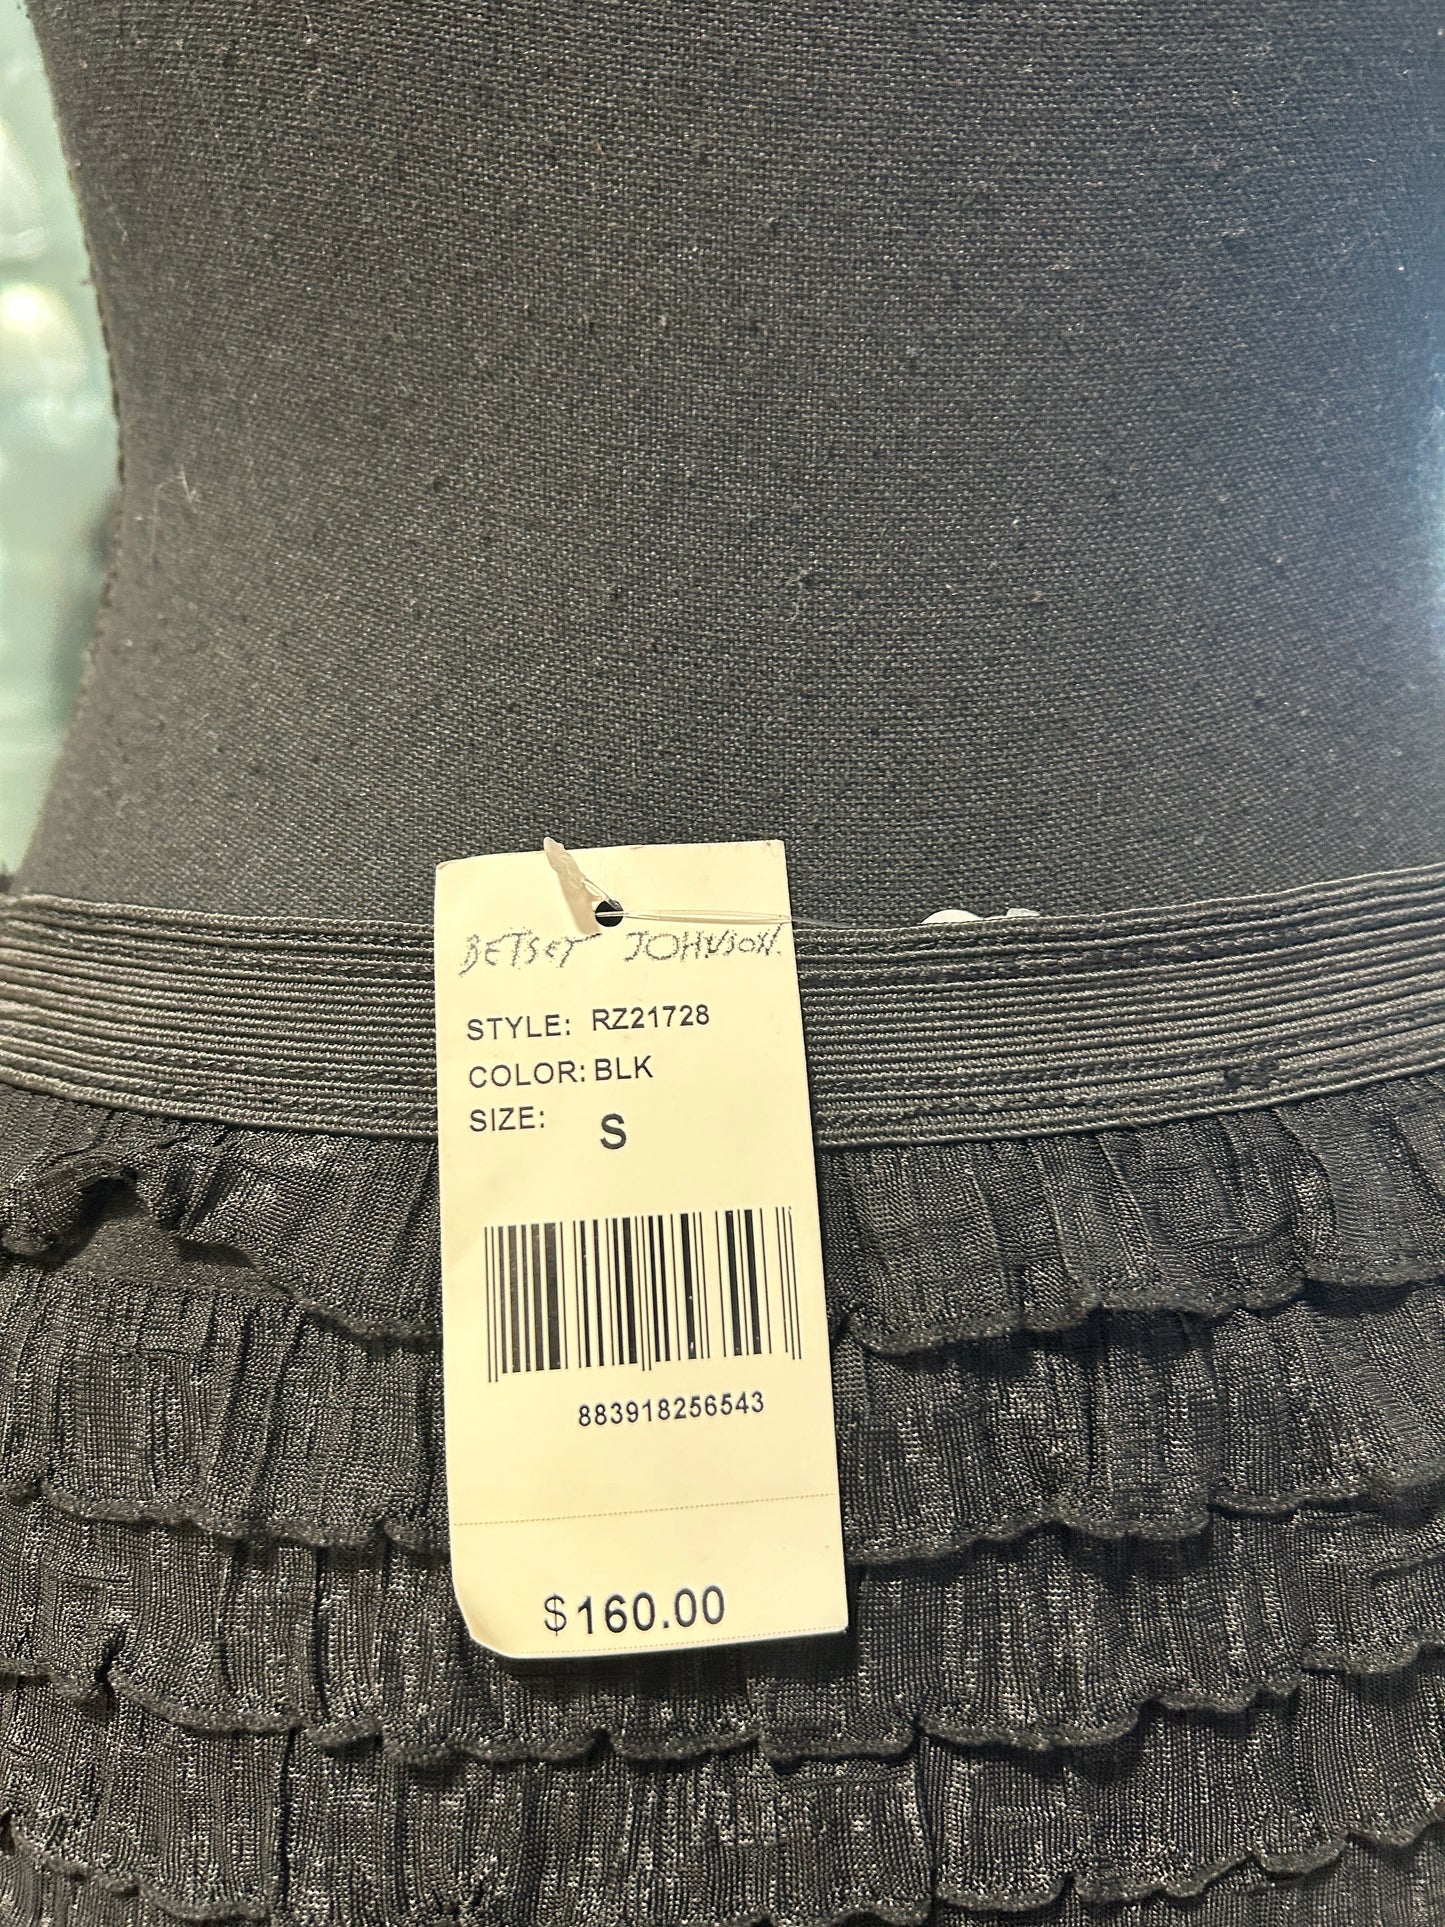 BETSEY JOHNSON.
STYLE: RZ21728
COLOR: BLK
SIZE: S
883918256543
$160.00